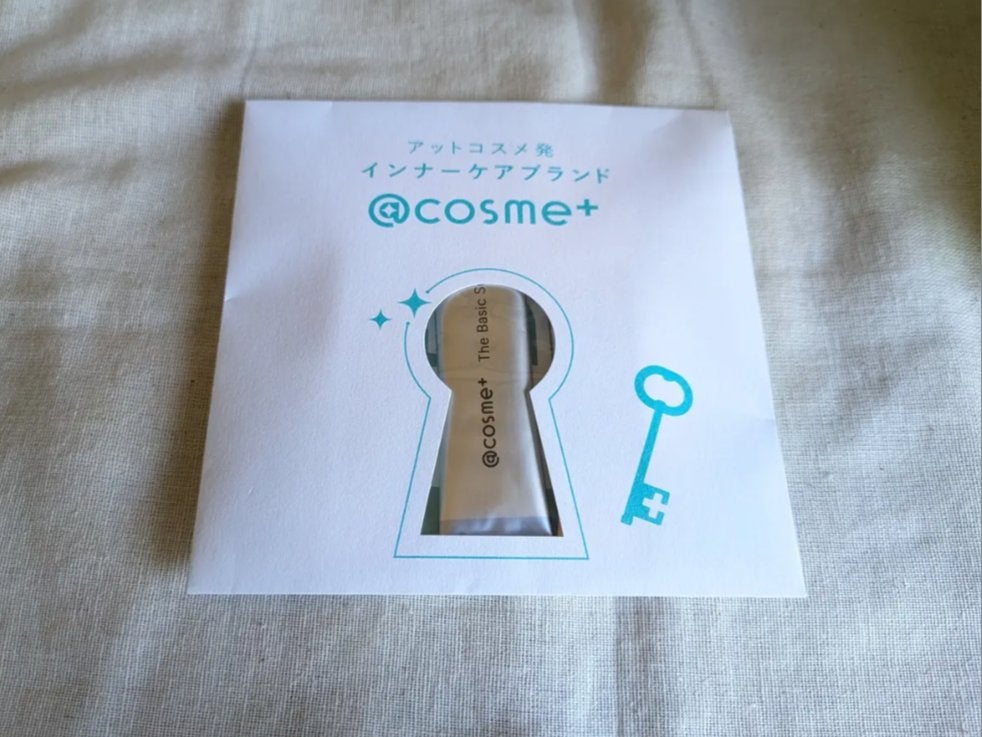 アットコスメ発
インナーケアブランド
@cosme+
@cosme+ The Basic